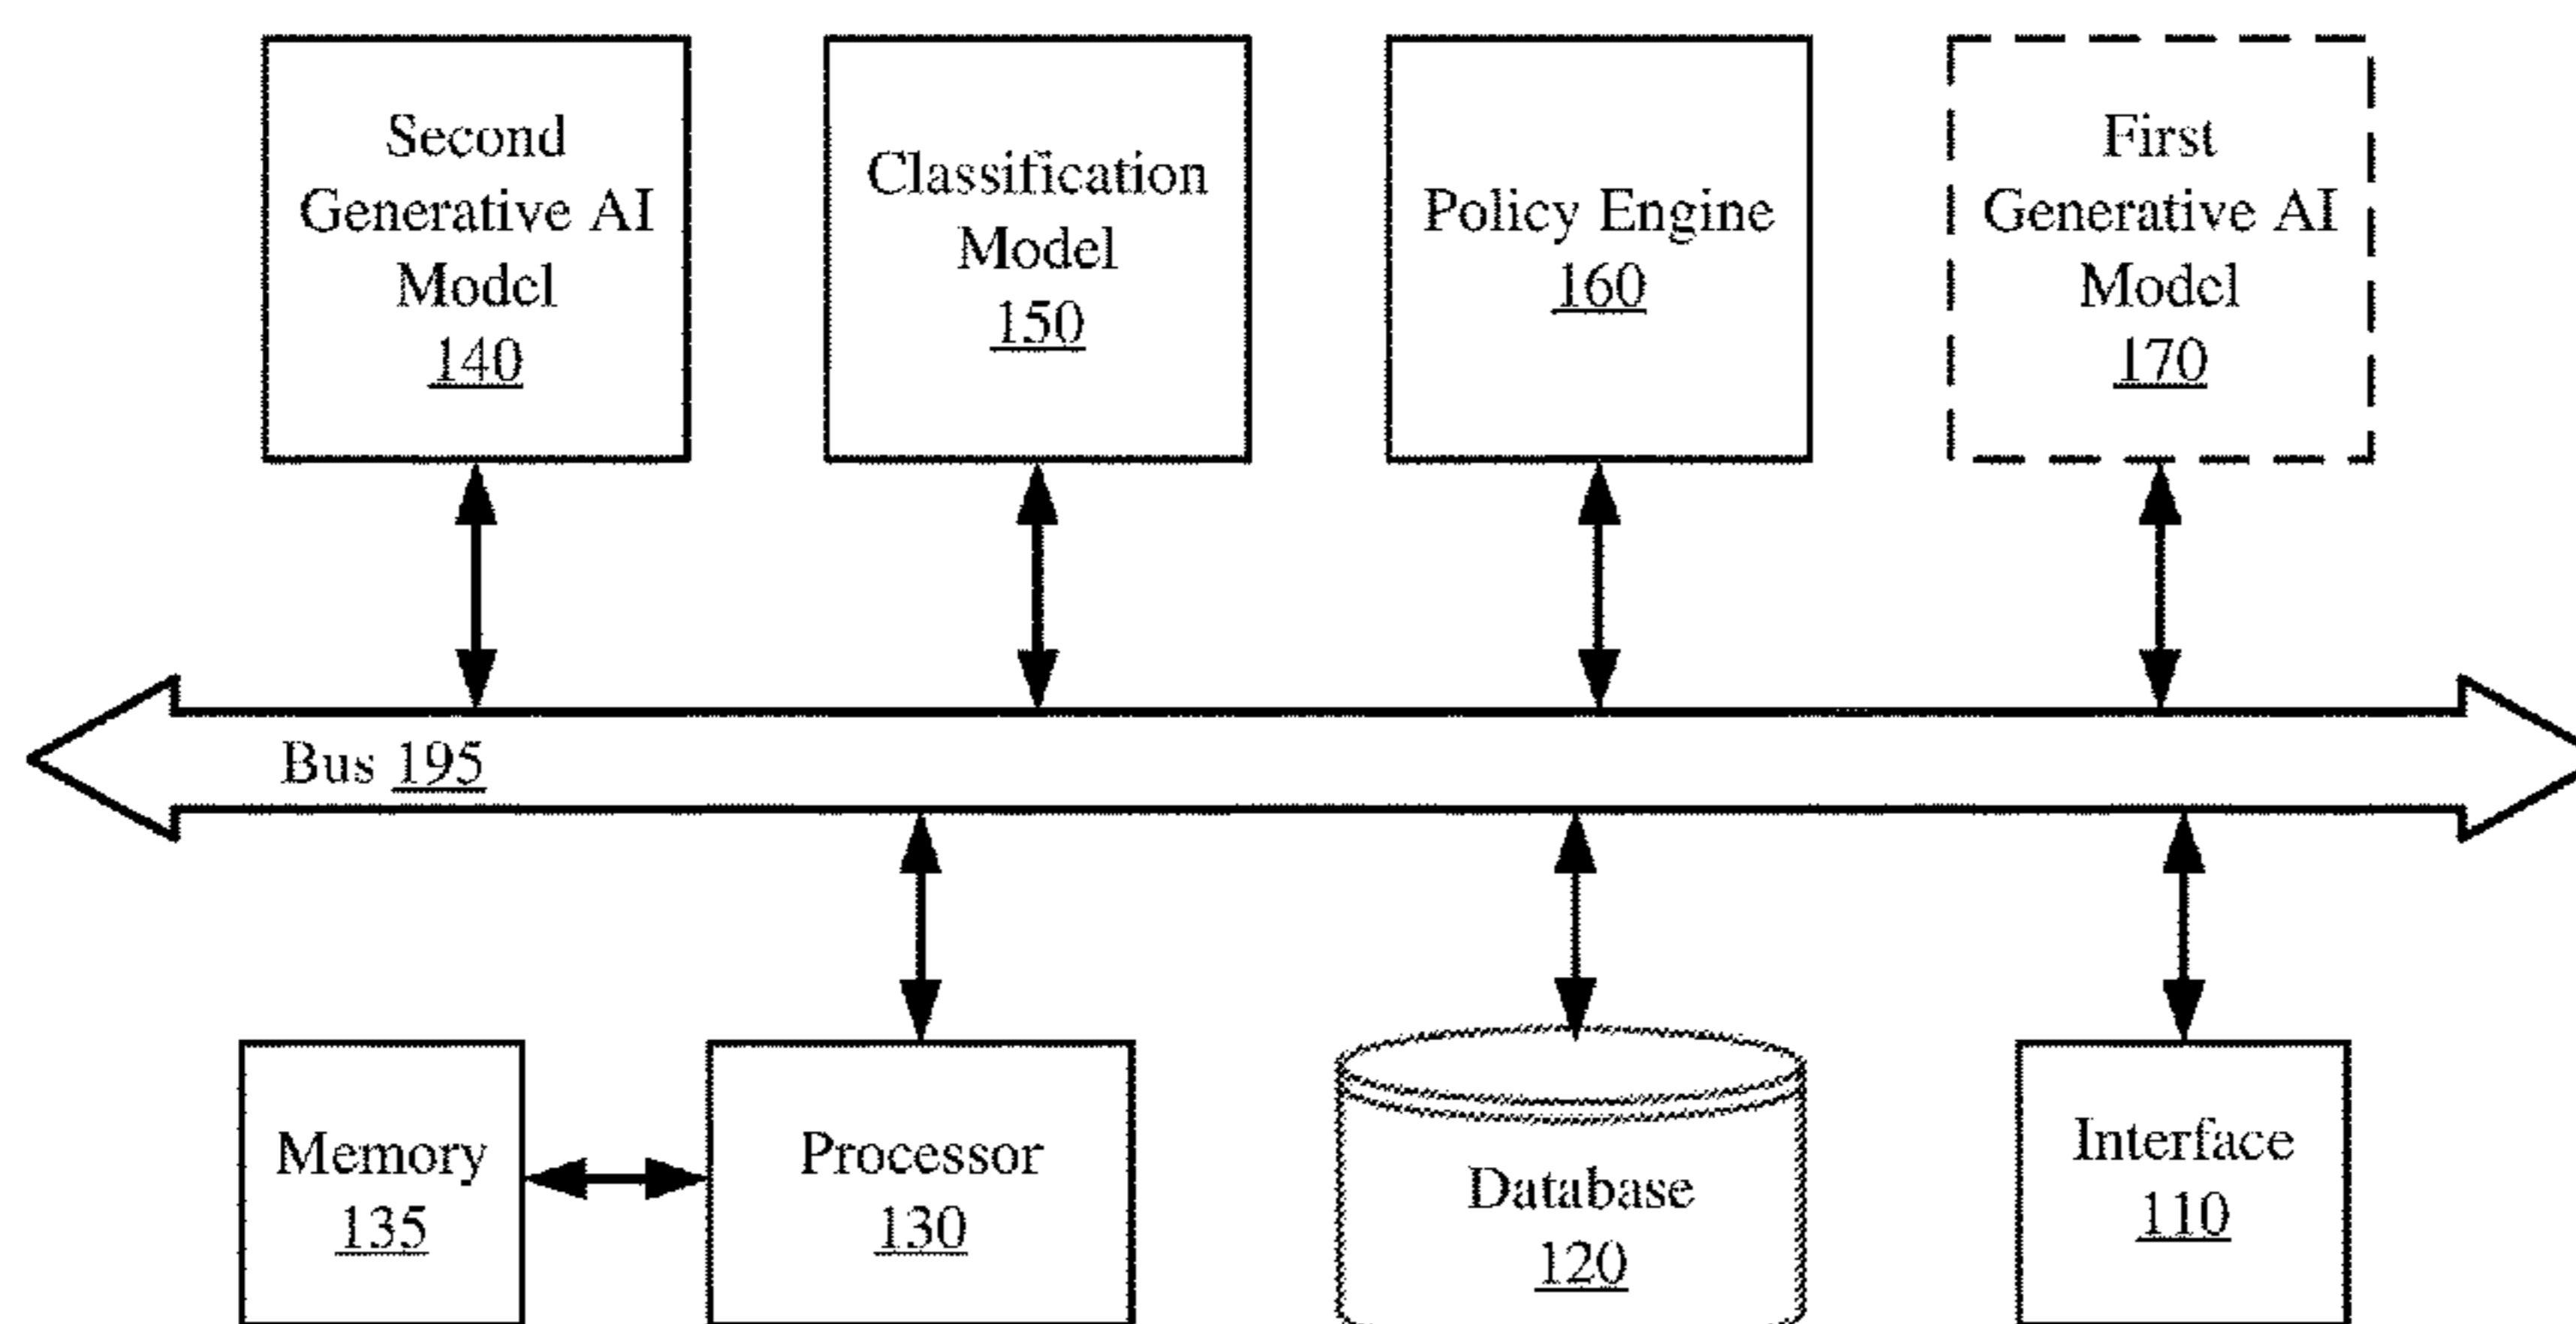 Second
Generative AI
Model
140
Classification
Model
150
Policy Engine
160
First
Generative AI
Model
170
Bus 195
Memory
135
Processor
130
Database
120
Interface
110